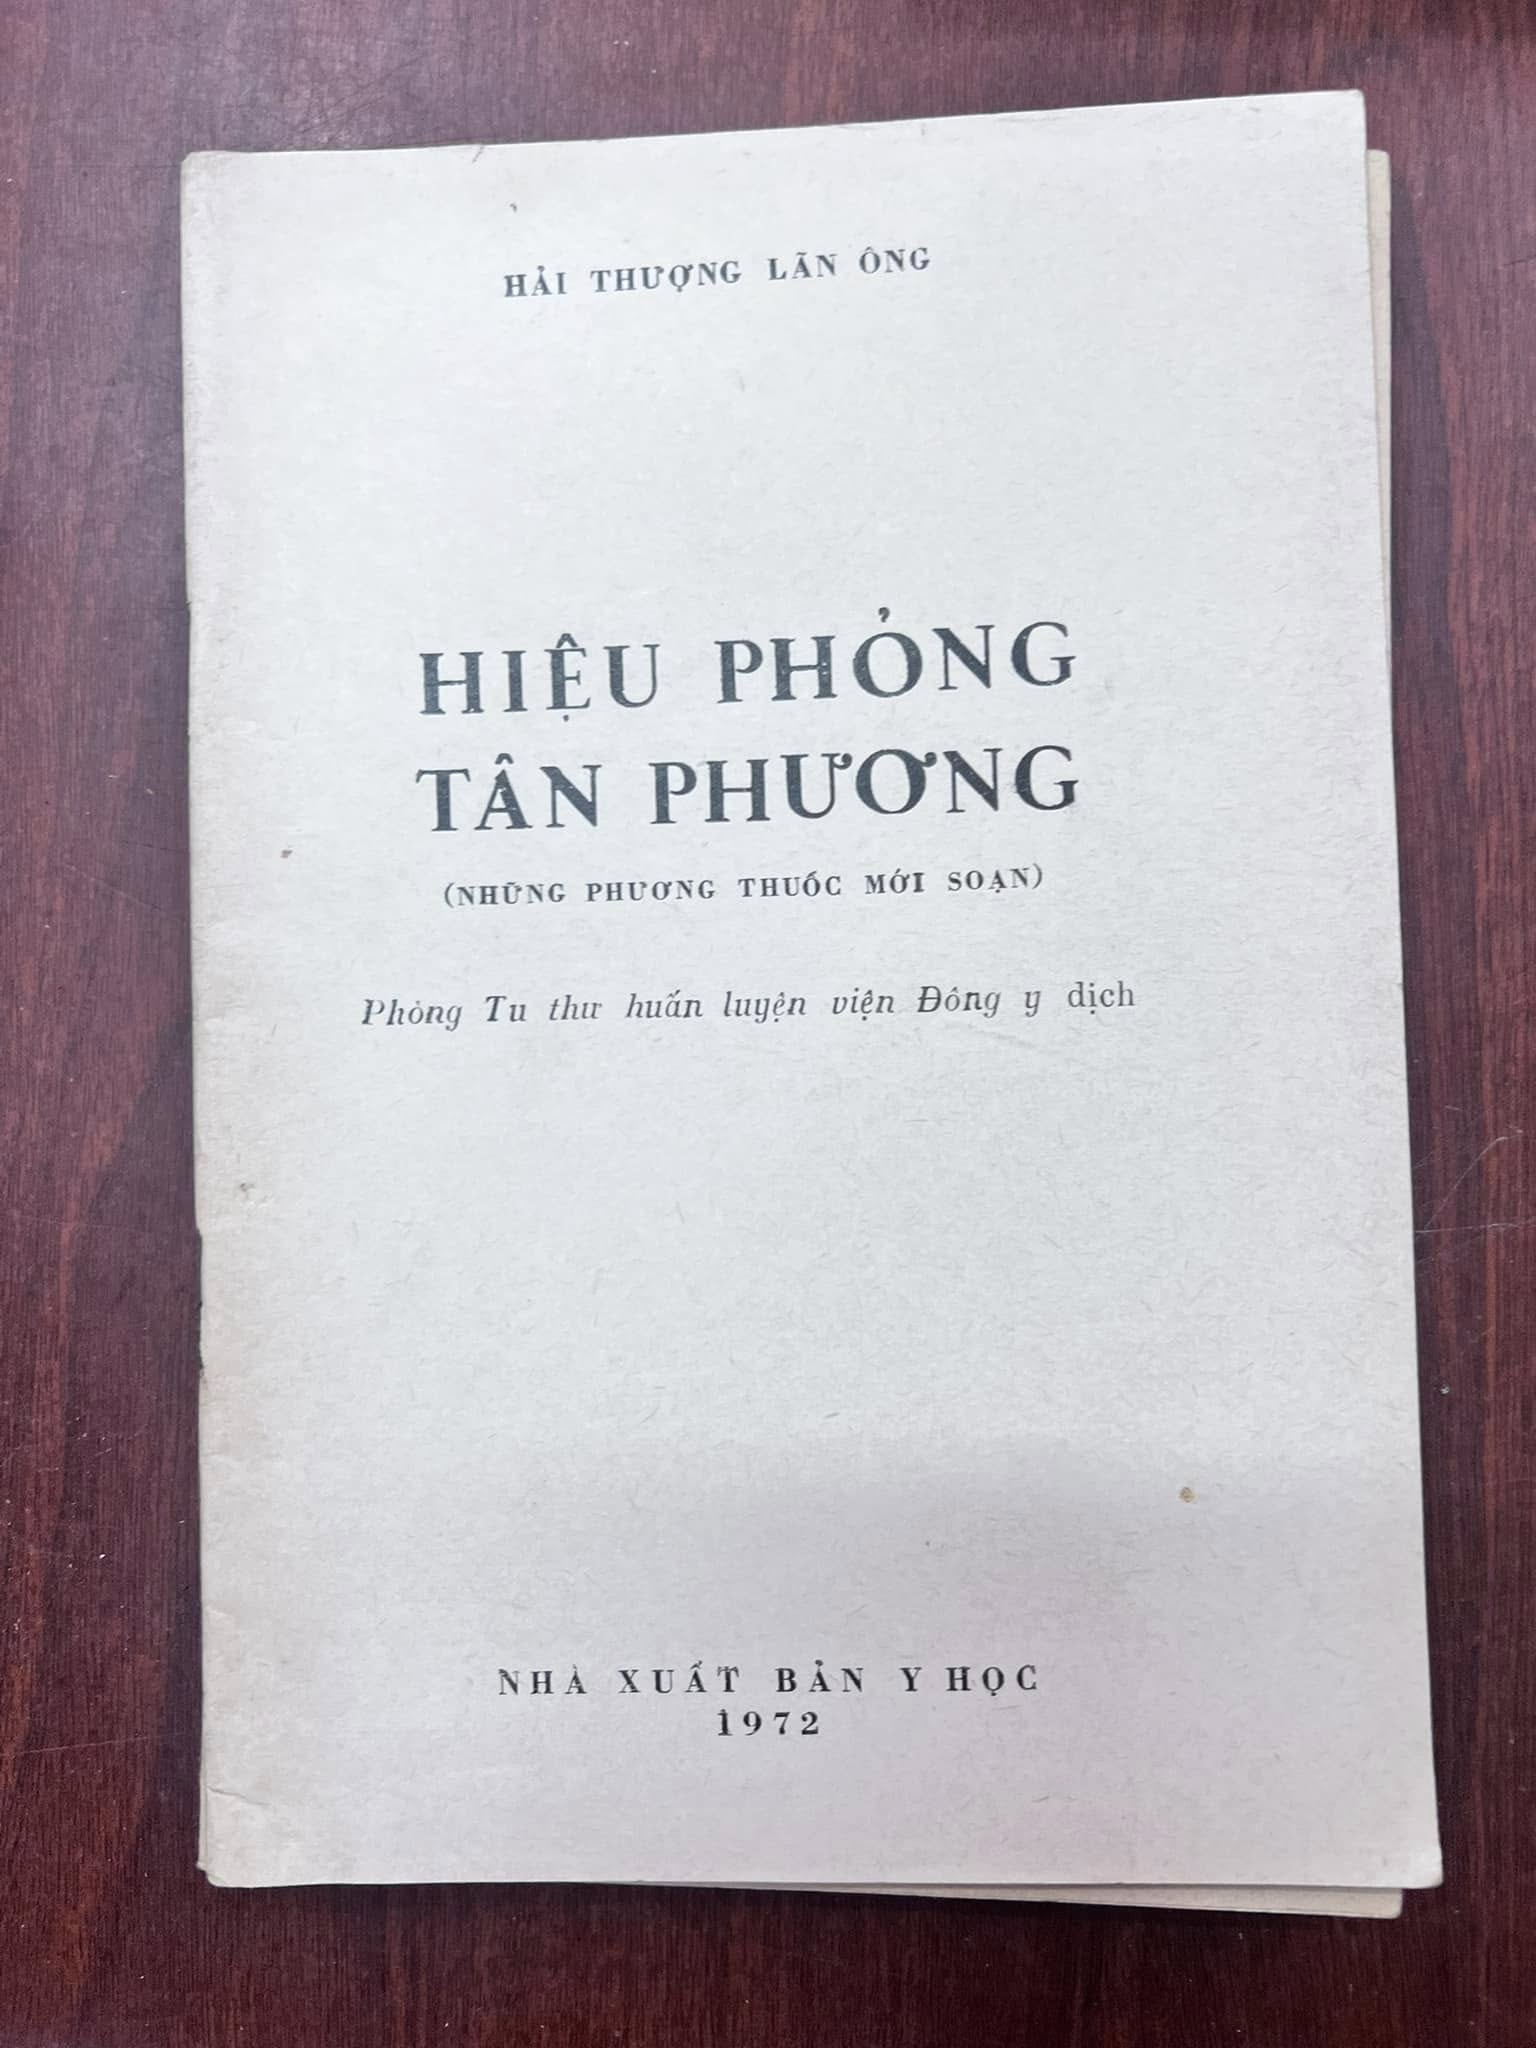 HẢI THƯỢNG LÃN ÔNG
HIỆU PHỎNG
TÂN PHƯƠNG
(NHỮNG PHƯƠNG THUỐC MỚI SOẠN)
Phòng Tu thư huấn luyện viện Đông y dịch
NHÀ XUẤT BẢN Y HỌC
1972